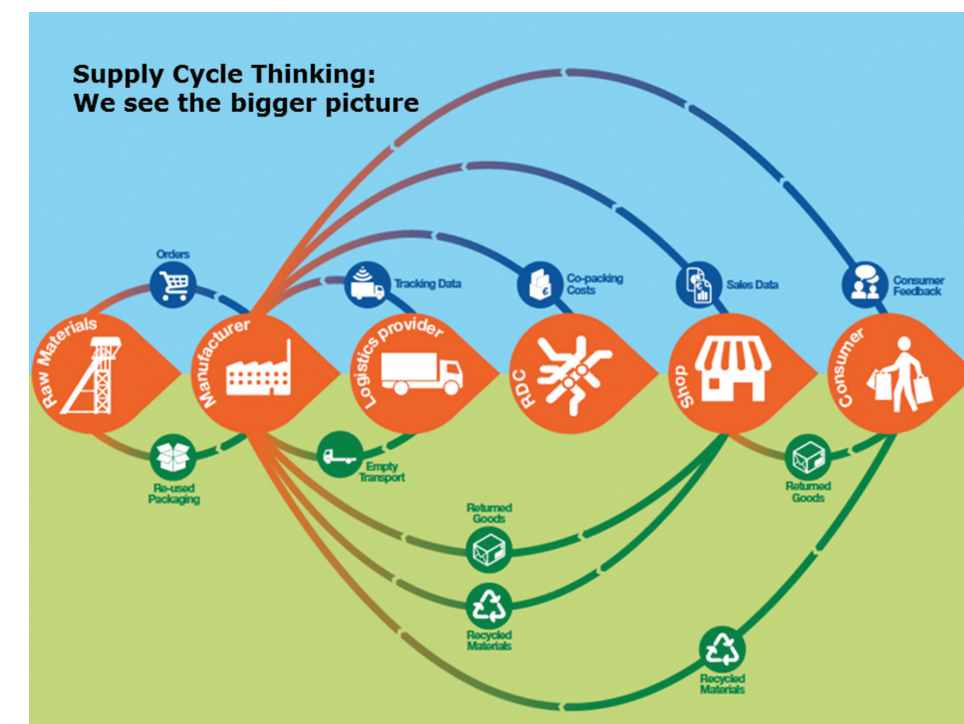 Supply Cycle Thinking:
We see the bigger picture
Orders
Tracking Data
Co-packing
Costs
Sales Data
Consumer
Feedback
Raw Materials
Manufacturer
Logistics provider
RDC
Shop
Consumer
Re-used
Packaging
Empty
Transport
Returned
Goods
Returned
Goods
Recycled
Materials
Recycled
Materials